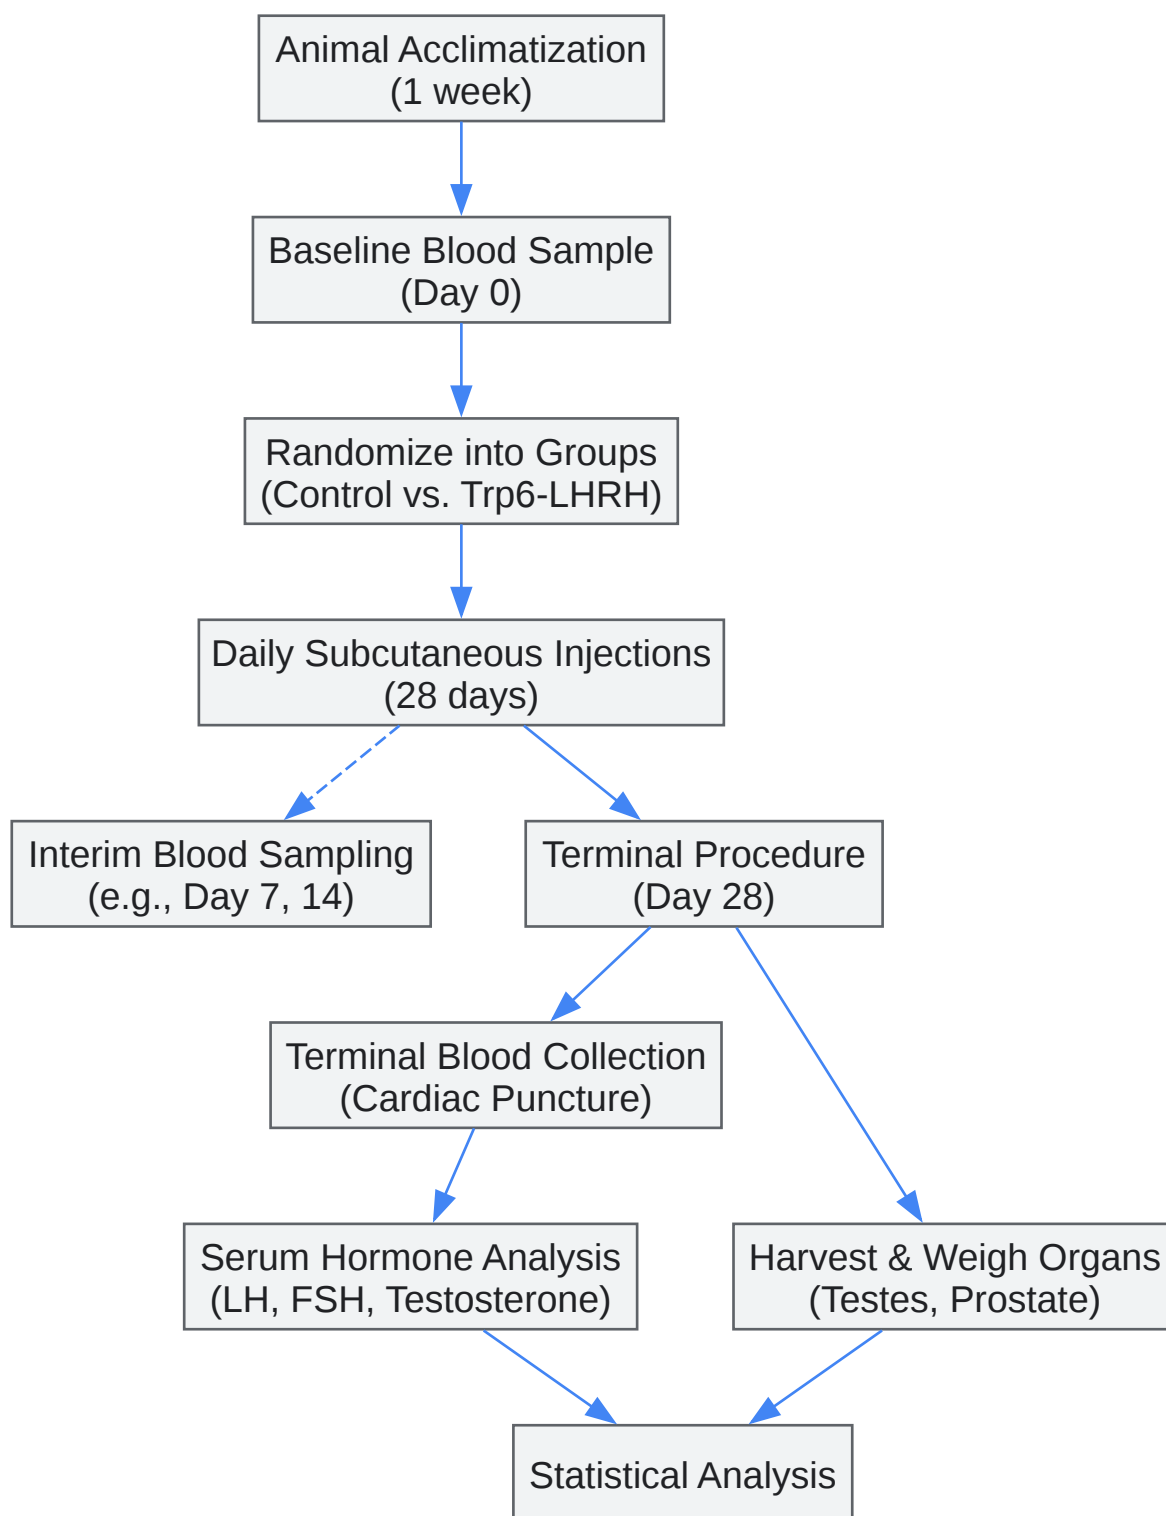 Animal Acclimatization
(1 week)
Baseline Blood Sample
(Day 0)
Randomize into Groups
(Control vs. Trp6-LHRH)
Daily Subcutaneous Injections
(28 days)
Interim Blood Sampling
(e.g., Day 7, 14)
Terminal Procedure
(Day 28)
Terminal Blood Collection
(Cardiac Puncture)
Serum Hormone Analysis
(LH, FSH, Testosterone)
Harvest & Weigh Organs
(Testes, Prostate)
Statistical Analysis